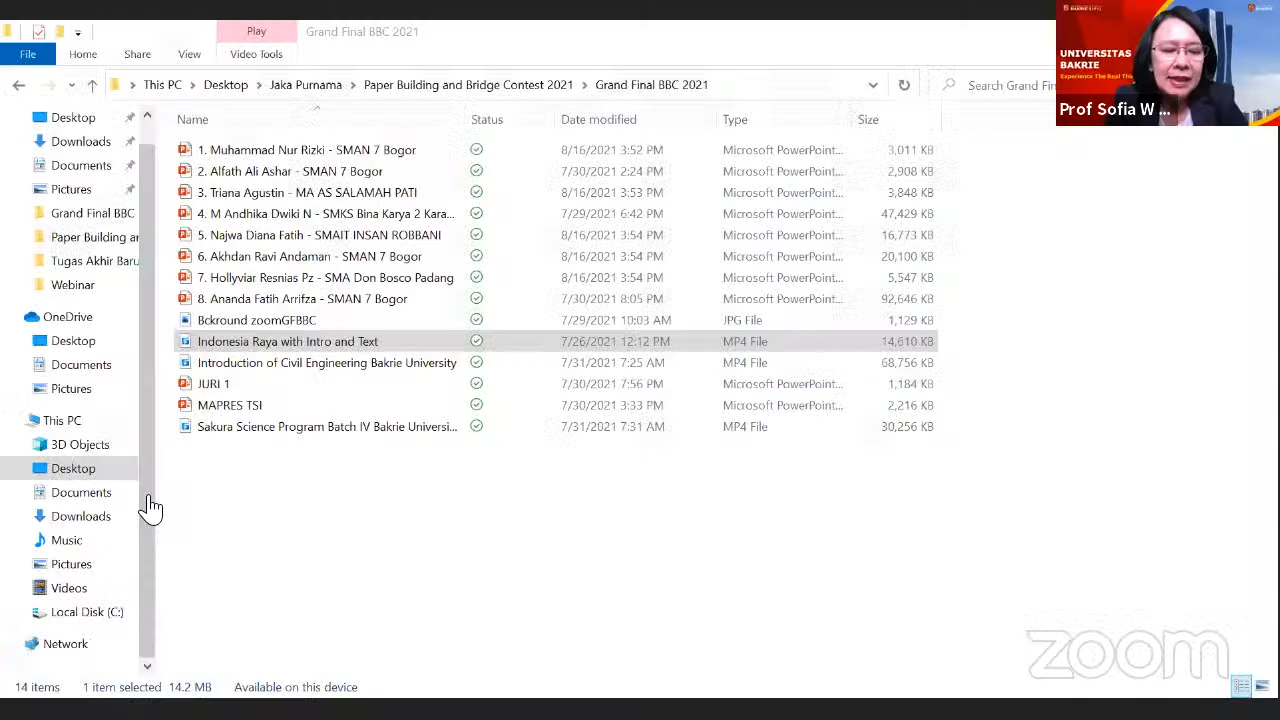 Play
Grand Final BBC 2021
File
Home
Share
View
Video Tools
This PC
Desktop
Jaka Purnama
Paper Building and Bridge Contest 2021
Grand Final BBC 2021
Search Grand Fin
UNIVERSITAS
BAKRIE
Experience The Real
Prof Sofia W ...
Desktop
Downloads
Documents
Pictures
Grand Final BBC
Paper Building ar
Tugas Akhir Baru
Webinar
OneDrive
Desktop
Documents
Pictures
This PC
3D Objects
Desktop
Documents
Downloads
Music
Pictures
Videos
Local Disk (C:)
Network
Name Status Date modified Type Size
1. Muhammad Nur Rizki - SMAN 7 Bogor 8/16/2021 3:52 PM Microsoft PowerPoint... 3,011 KB
2. Alfath Ali Ashar - SMAN 7 Bogor 7/30/2021 2:24 PM Microsoft PowerPoint... 2,908 KB
3. Triana Agustin - MA AS SALAMAH PATI 8/16/2021 3:53 PM Microsoft PowerPoint... 3,848 KB
4. M Andhika Dwiki N - SMKS Bina Karya 2 Kara... 7/29/2021 6:42 PM Microsoft PowerPoint... 47,429 KB
5. Najwa Diana Fatih - SMAIT INSAN ROBBANI 8/16/2021 3:54 PM Microsoft PowerPoint... 16,773 KB
6. Akhdan Ravi Andaman - SMAN 7 Bogor 8/16/2021 3:54 PM Microsoft PowerPoint... 20,100 KB
7. Hollyviar Resnias Pz - SMA Don Bosco Padang 8/16/2021 3:54 PM Microsoft PowerPoint... 5,547 KB
8. Ananda Fatih Arrifza - SMAN 7 Bogor 7/30/2021 8:05 PM Microsoft PowerPoint... 92,646 KB
Bckround zoomGFBBC 7/29/2021 10:03 AM JPG File 1,129 KB
Indonesia Raya with Intro and Text 7/26/2021 12:12 PM MP4 File 14,610 KB
Introduction of Civil Engineering Bakrie University 7/31/2021 7:25 AM MP4 File 68,756 KB
JURI 1 7/30/2021 7:56 PM Microsoft PowerPoint... 1,184 KB
MAPRES TSI 7/30/2021 3:33 PM Microsoft PowerPoint... 2,216 KB
Sakura Science Program Batch IV Bakrie Universi... 7/31/2021 7:31 AM MP4 File 30,256 KB
14 items 1 item selected 14.2 MB Available on this device
zoom